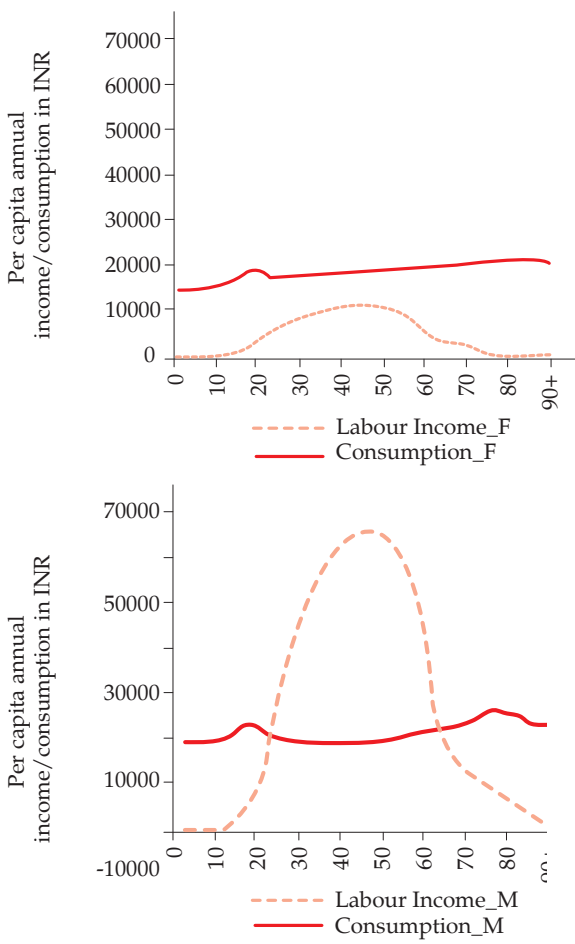 Per capita annual
income/consumption in INR
70000
60000
50000
40000
30000
20000
10000
0
0 10 20 30 40 50 60 70 80 90+
Labour Income_F
Consumption_F
Per capita annual
income/consumption in INR
70000
50000
30000
10000
-10000
0 10 20 30 40 50 60 70 80
Labour Income_M
Consumption_M